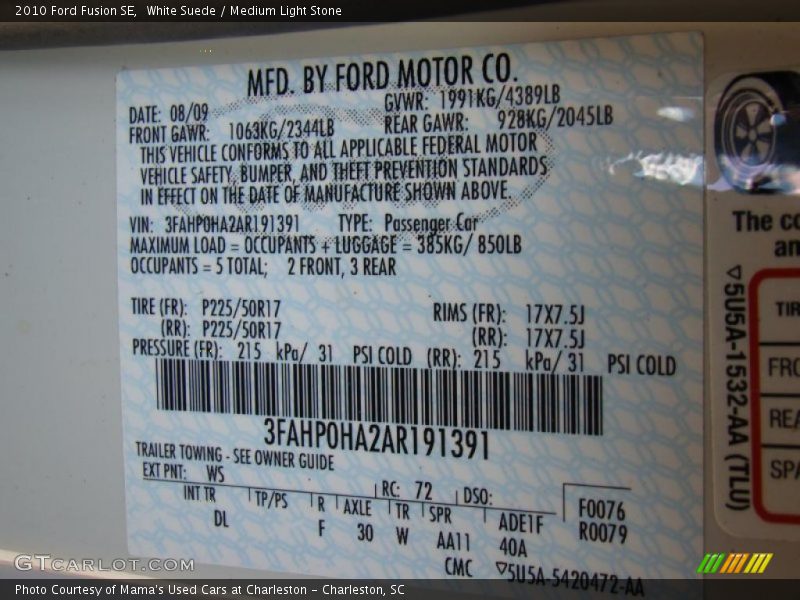 2010 Ford Fusion SE, White Suede / Medium Light Stone
MFD. BY FORD MOTOR CO.
DATE: 08/09 GVWR: 1991KG/4389LB
FRONT GAWR: 1063KG/2344LB REAR GAWR: 928KG/2045LB
THIS VEHICLE CONFORMS TO ALL APPLICABLE FEDERAL MOTOR
VEHICLE SAFETY, BUMPER, AND THEFT PREVENTION STANDARDS
IN EFFECT ON THE DATE OF MANUFACTURE SHOWN ABOVE.
VIN: 3FAHP0HA2AR191391 TYPE: Passenger Car
MAXIMUM LOAD = OCCUPANTS + LUGGAGE = 385KG/ 850LB
OCCUPANTS = 5 TOTAL; 2 FRONT, 3 REAR
TIRE (FR): P225/50R17 RIMS (FR): 17X7.5J
(RR): P225/50R17 (RR): 17X7.5J
PRESSURE (FR): 215 kPa/ 31 PSI COLD (RR): 215 kPa/ 31 PSI COLD
3FAHP0HA2AR191391
TRAILER TOWING - SEE OWNER GUIDE
EXT PNT: WS RC: 72 DSO:
INT TR TP/PS R AXLE TR SPR ADE1F F0076
DL F 30 W AA11 40A R0079
CMC ▽5U5A-5420472-AA
The co
an
▽5U5A-1532-AA (TLU)
TIR
FRO
REA
SPA
GTCarLot.com
Photo Courtesy of Mama's Used Cars at Charleston - Charleston, SC